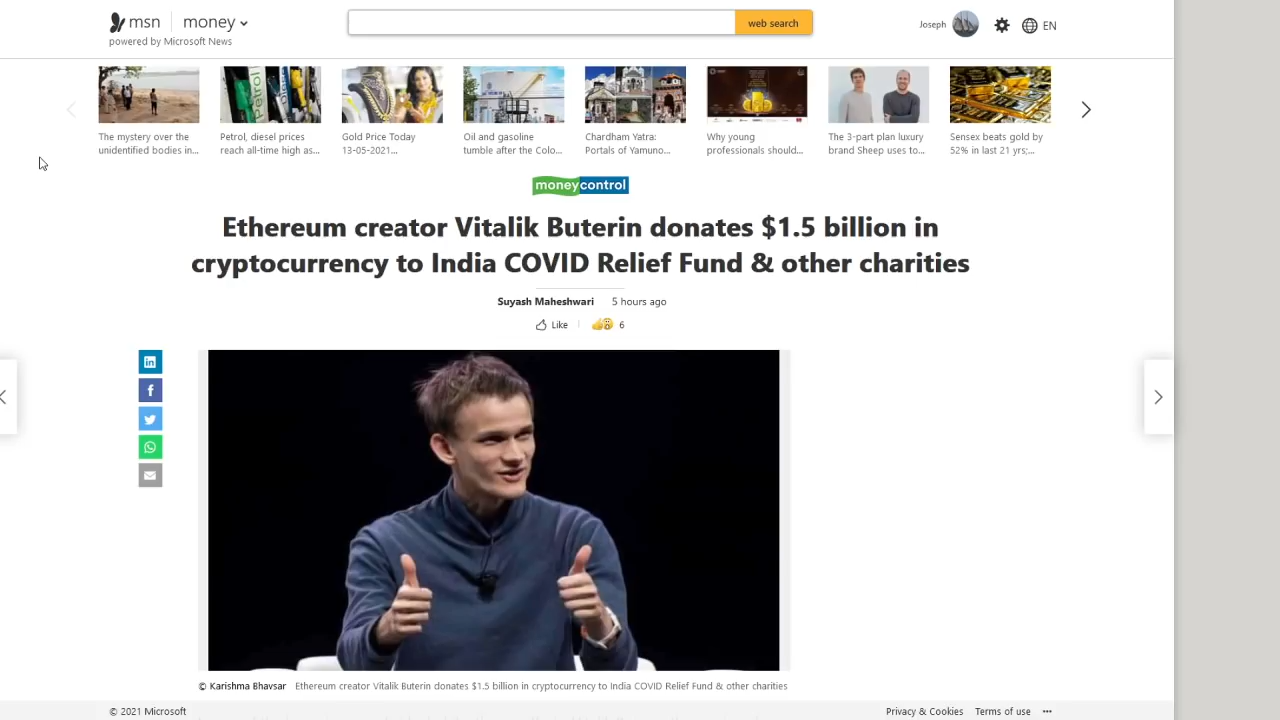 msn money
powered by Microsoft News
web search
Joseph
EN
The mystery over the
unidentified bodies in...
Petrol, diesel prices
reach all-time high as...
Gold Price Today
13-05-2021...
Oil and gasoline
tumble after the Colo...
Chardham Yatra:
Portals of Yamuno...
Why young
professionals should...
The 3-part plan luxury
brand Sheep uses to...
Sensex beats gold by
52% in last 21 yrs;...
moneycontrol
Ethereum creator Vitalik Buterin donates $1.5 billion in
cryptocurrency to India COVID Relief Fund & other charities
Suyash Maheshwari 5 hours ago
Like 6
© Karishma Bhavsar Ethereum creator Vitalik Buterin donates $1.5 billion in cryptocurrency to India COVID Relief Fund & other charities
© 2021 Microsoft
Privacy & Cookies Terms of use ...